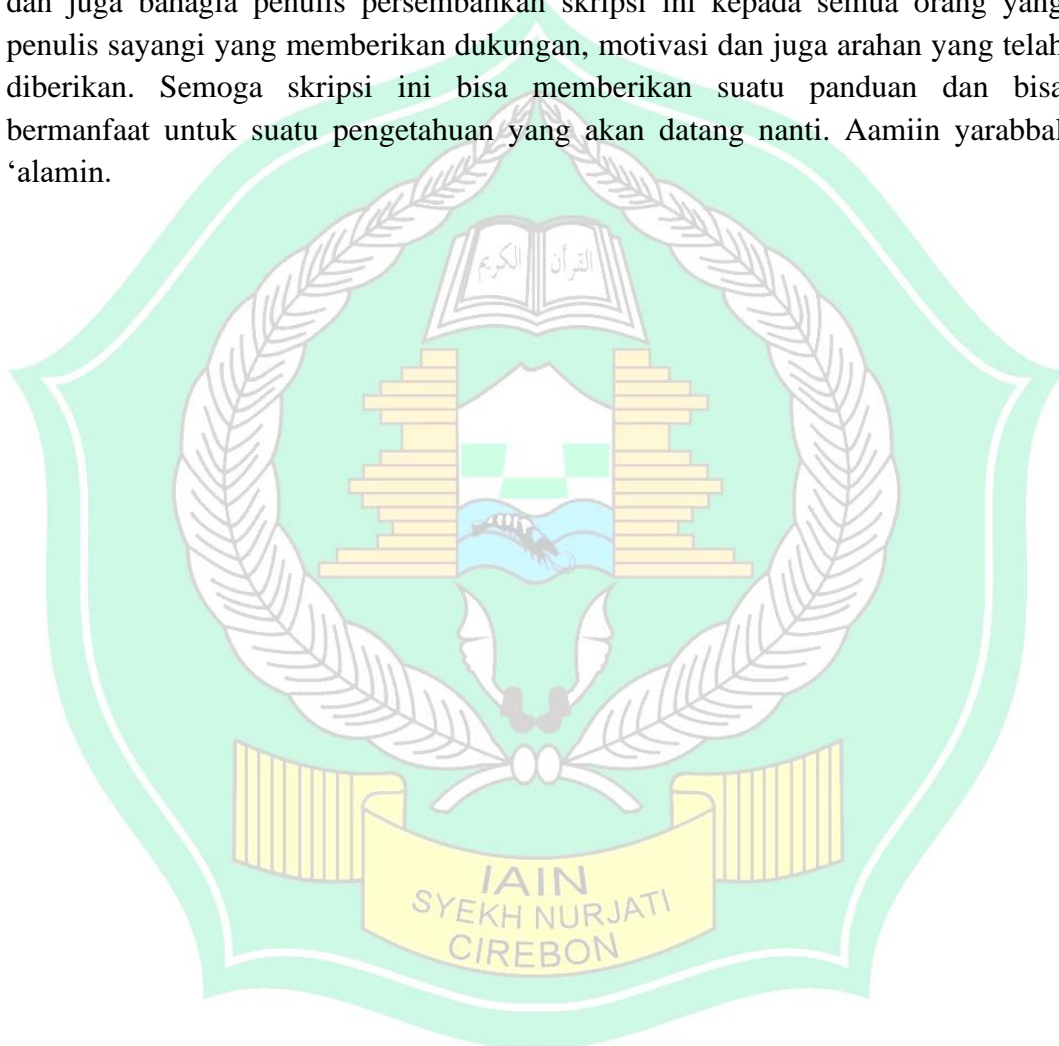 dan juga bahagia penulis persembahkan skripsi ini kepada semua orang yang
penulis sayangi yang memberikan dukungan, motivasi dan juga arahan yang telah
diberikan. Semoga skripsi ini bisa memberikan suatu panduan dan bisa
bermanfaat untuk suatu pengetahuan yang akan datang nanti. Aamiin yarabbal
‘alamin.
القرأن الكريم
IAIN
SYEKH NURJATI
CIREBON